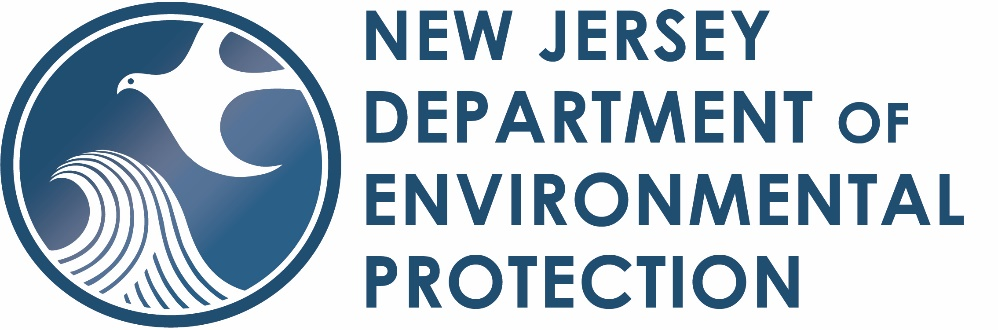 NEW JERSEY
DEPARTMENT OF
ENVIRONMENTAL
PROTECTION